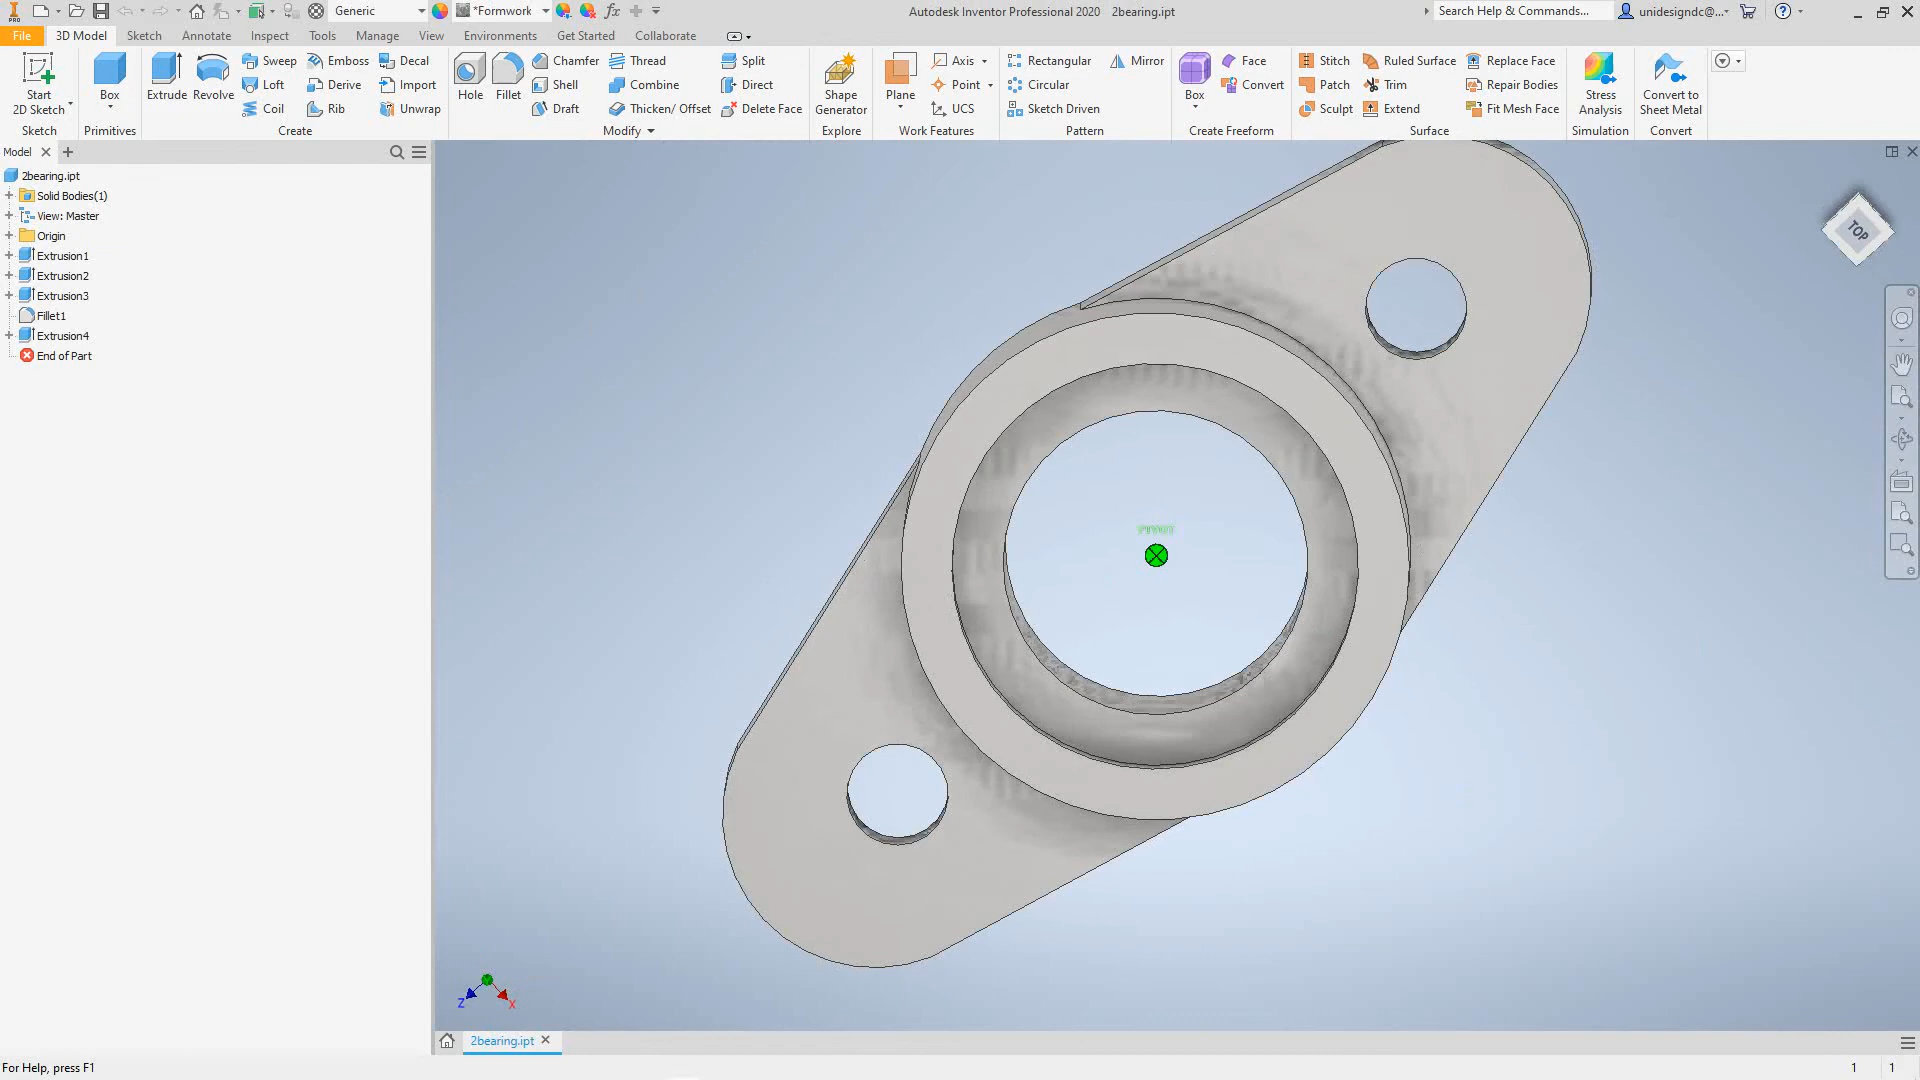 Generic
*Formwork
Autodesk Inventor Professional 2020 2bearing.ipt
Search Help & Commands...
unidesigndc@...
File 3D Model Sketch Annotate Inspect Tools Manage View Environments Get Started Collaborate
Start
2D Sketch
Sketch
Box
Primitives
Extrude Revolve
Sweep Emboss Decal
Loft Derive Import
Coil Rib Unwrap
Create
Hole Fillet
Chamfer Thread Split
Shell Combine Direct
Draft Thicken/ Offset Delete Face
Modify
Shape
Generator
Explore
Plane
Axis
Point
UCS
Work Features
Rectangular Mirror
Circular
Sketch Driven
Pattern
Box
Face
Convert
Create Freeform
Stitch Ruled Surface Replace Face
Patch Trim Repair Bodies
Sculpt Extend Fit Mesh Face
Surface
Stress
Analysis
Simulation
Convert to
Sheet Metal
Convert
Model
2bearing.ipt
Solid Bodies(1)
View: Master
Origin
Extrusion1
Extrusion2
Extrusion3
Fillet1
Extrusion4
End of Part
TOP
Z X
2bearing.ipt
For Help, press F1
1 1